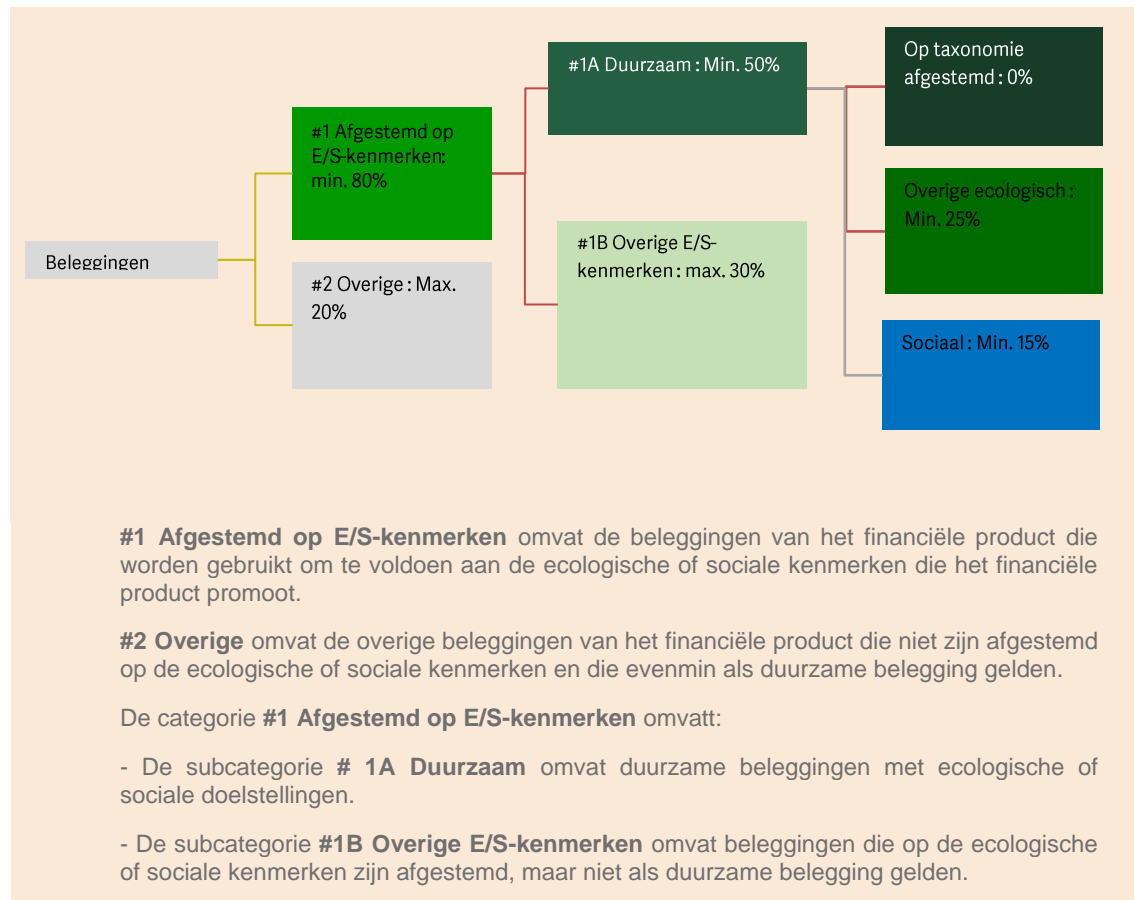 Beleggingen
#1 Afgestemd op
E/S-kenmerken:
min. 80%
#2 Overige : Max.
20%
#1A Duurzaam : Min. 50%
#1B Overige E/S-
kenmerken : max. 30%
Op taxonomie
afgestemd : 0%
Overige ecologisch :
Min. 25%
Sociaal : Min. 15%
#1 Afgestemd op E/S-kenmerken omvat de beleggingen van het financiële product die
worden gebruikt om te voldoen aan de ecologische of sociale kenmerken die het financiële
product promoot.
#2 Overige omvat de overige beleggingen van het financiële product die niet zijn afgestemd
op de ecologische of sociale kenmerken en die evenmin als duurzame belegging gelden.
De categorie #1 Afgestemd op E/S-kenmerken omvatt:
- De subcategorie # 1A Duurzaam omvat duurzame beleggingen met ecologische of
sociale doelstellingen.
- De subcategorie #1B Overige E/S-kenmerken omvat beleggingen die op de ecologische
of sociale kenmerken zijn afgestemd, maar niet als duurzame belegging gelden.